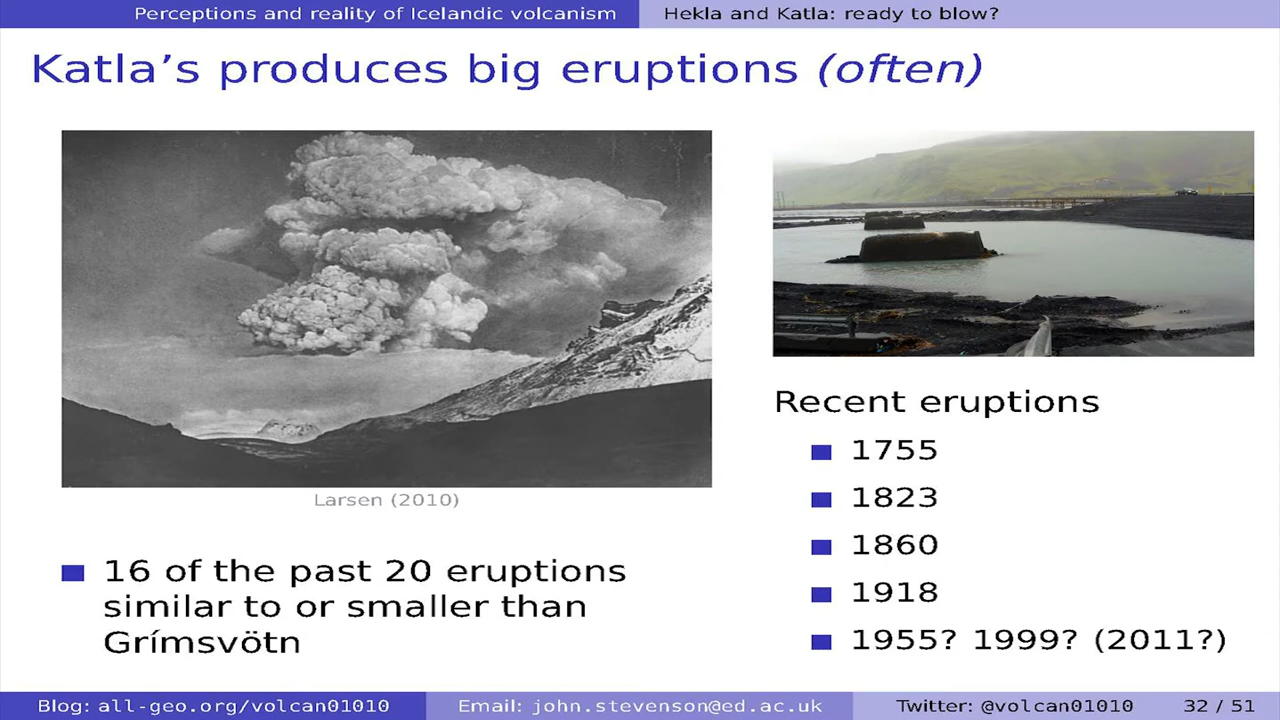 Perceptions and reality of Icelandic volcanism
Hekla and Katla: ready to blow?
Katla's produces big eruptions (often)
Larsen (2010)
16 of the past 20 eruptions
similar to or smaller than
Grímsvötn
Recent eruptions
1755
1823
1860
1918
1955? 1999? (2011?)
Blog: all-geo.org/volcan01010
Email: john.stevenson@ed.ac.uk
Twitter: @volcan01010
32 / 51